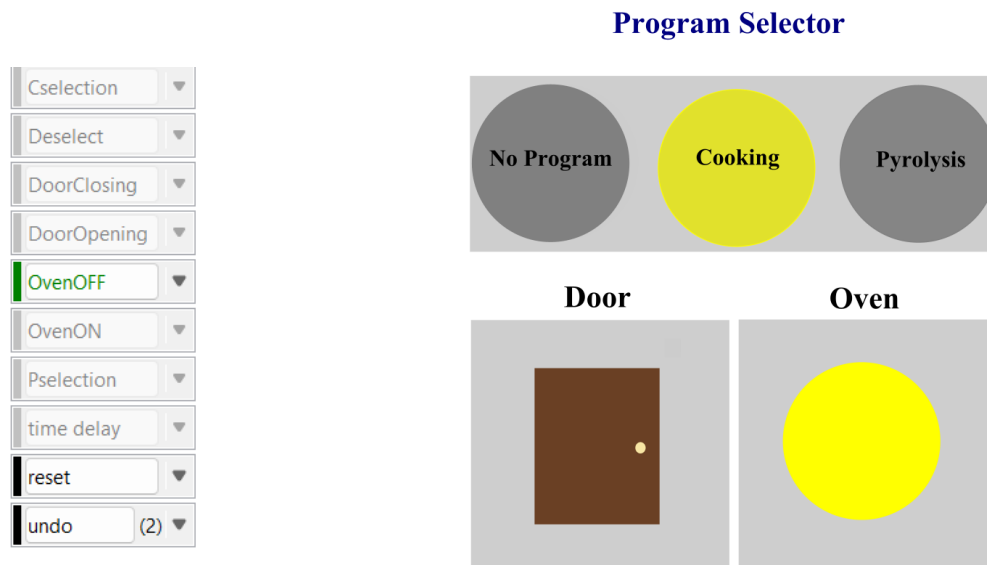 Program Selector
Cselection
Deselect
DoorClosing
DoorOpening
OvenOFF
OvenON
Pselection
time delay
reset
undo (2)
No Program
Cooking
Pyrolysis
Door
Oven